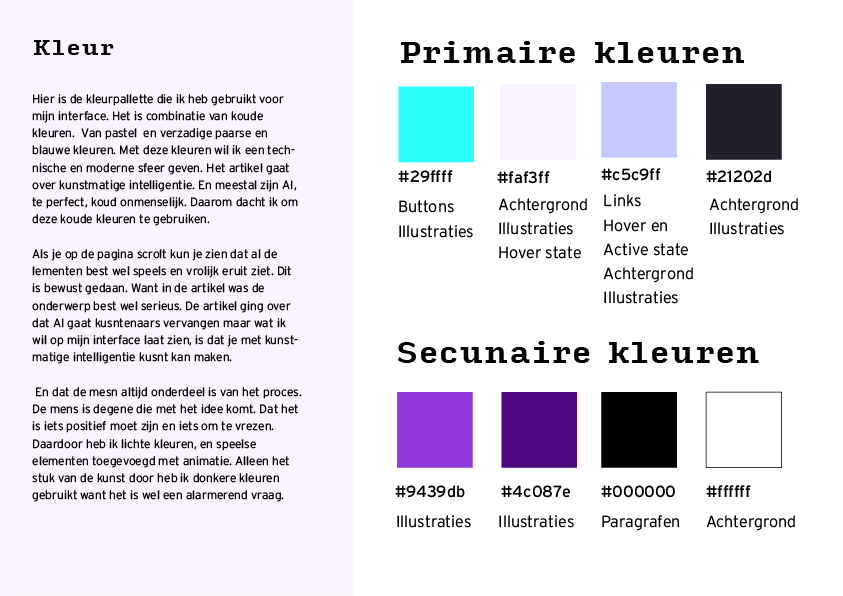 Kleur
Hier is de kleurpallette die ik heb gebruikt voor
mijn interface. Het is combinatie van koude
kleuren. Van pastel en verzadige paarse en
blauwe kleuren. Met deze kleuren wil ik een tech-
nische en moderne sfeer geven. Het artikel gaat
over kunstmatige intelligentie. En meestal zijn AI,
te perfect, koud onmenselijk. Daarom dacht ik om
deze koude kleuren te gebruiken.
Als je op de pagina scrolt kun je zien dat al de
lementen best wel speels en vrolijk eruit ziet. Dit
is bewust gedaan. Want in de artikel was de
onderwerp best wel serieus. De artikel ging over
dat AI gaat kusntenaars vervangen maar wat ik
wil op mijn interface laat zien, is dat je met kunst-
matige intelligentie kusnt kan maken.
En dat de mesn altijd onderdeel is van het proces.
De mens is degene die met het idee komt. Dat het
is iets positief moet zijn en iets om te vrezen.
Daardoor heb ik lichte kleuren, en speelse
elementen toegevoegd met animatie. Alleen het
stuk van de kunst door heb ik donkere kleuren
gebruikt want het is wel een alarmerend vraag.
Primaire kleuren
#29ffff
Buttons
Illustraties
#faf3ff
Achtergrond
Illustraties
Hover state
#c5c9ff
Links
Hover en
Active state
Achtergrond
Illustraties
#21202d
Achtergrond
Illustraties
Secunaire kleuren
#9439db
Illustraties
#4c087e
Illustraties
#000000
Paragrafen
#ffffff
Achtergrond